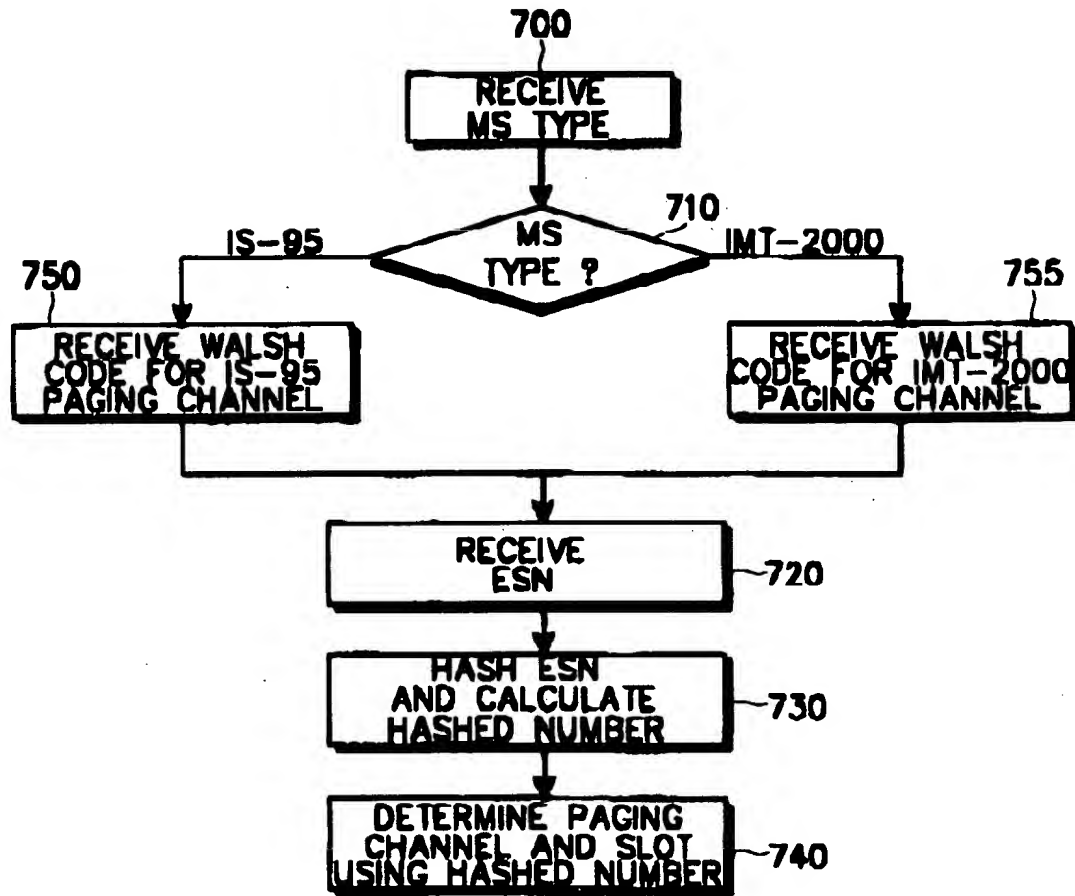 700
RECEIVE
MS TYPE
710
MS
TYPE ?
IS-95
IMT-2000
750
RECEIVE WALSH
CODE FOR IS-95
PAGING CHANNEL
755
RECEIVE WALSH
CODE FOR IMT-2000
PAGING CHANNEL
RECEIVE
ESN
720
HASH ESN
AND CALCULATE
HASHED NUMBER
730
DETERMINE PAGING
CHANNEL AND SLOT
USING HASHED NUMBER
740